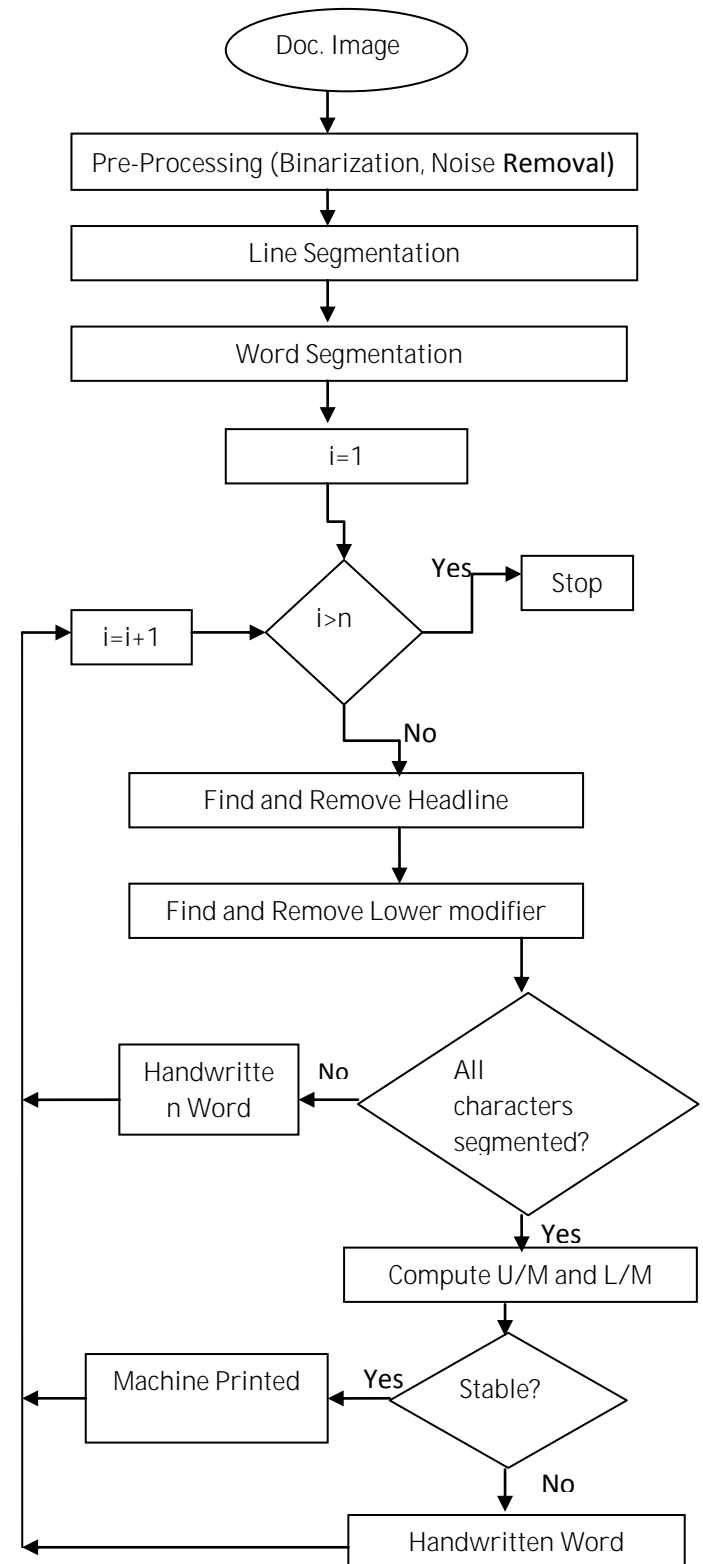 Doc. Image
Pre-Processing (Binarization, Noise Removal)
Line Segmentation
Word Segmentation
i=1
Yes
Stop
i>n
i=i+1
No
Find and Remove Headline
Find and Remove Lower modifier
Handwritte
n Word
No
All
characters
segmented?
Yes
Compute U/M and L/M
Machine Printed
Yes
Stable?
No
Handwritten Word